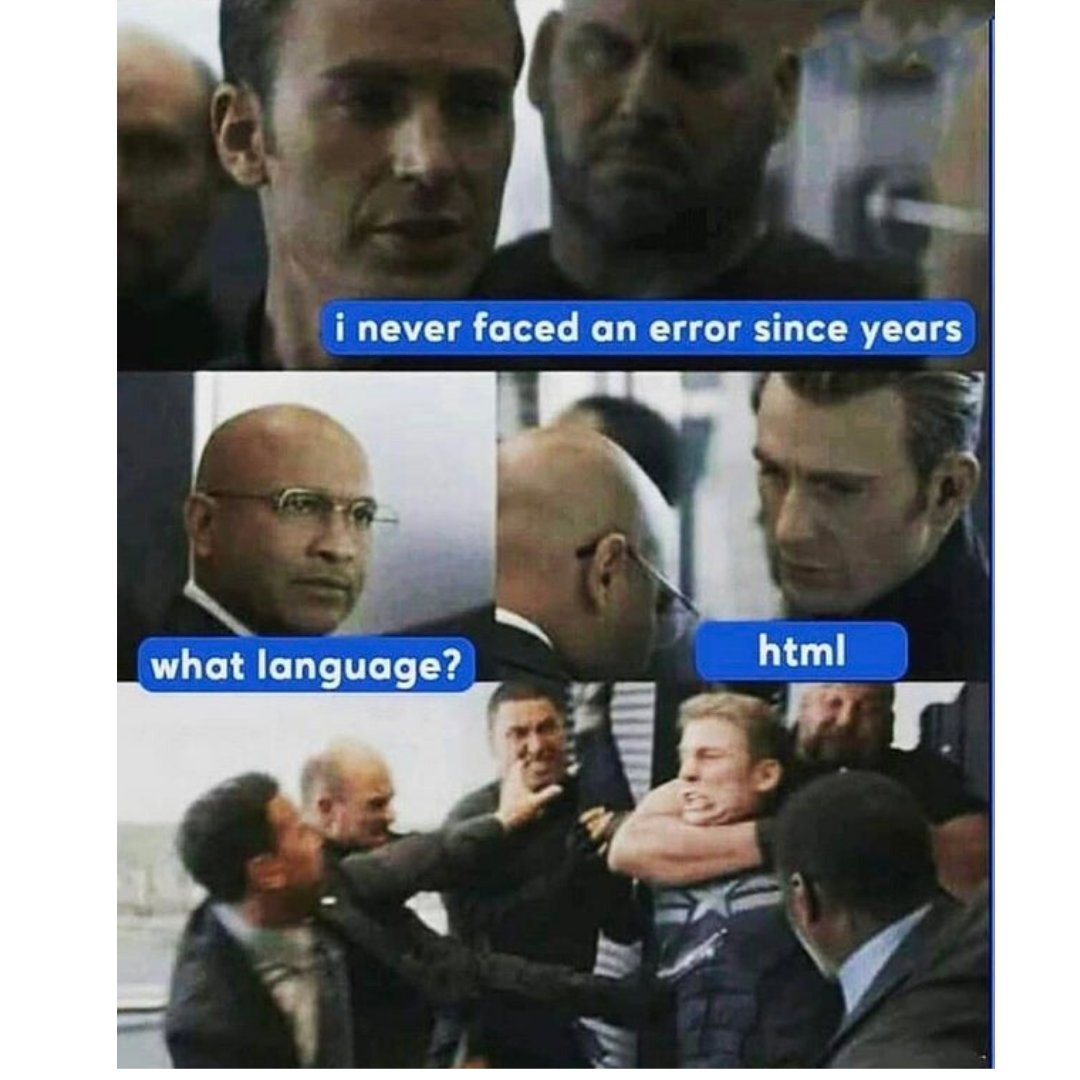 i never faced an error since years
what language?
html